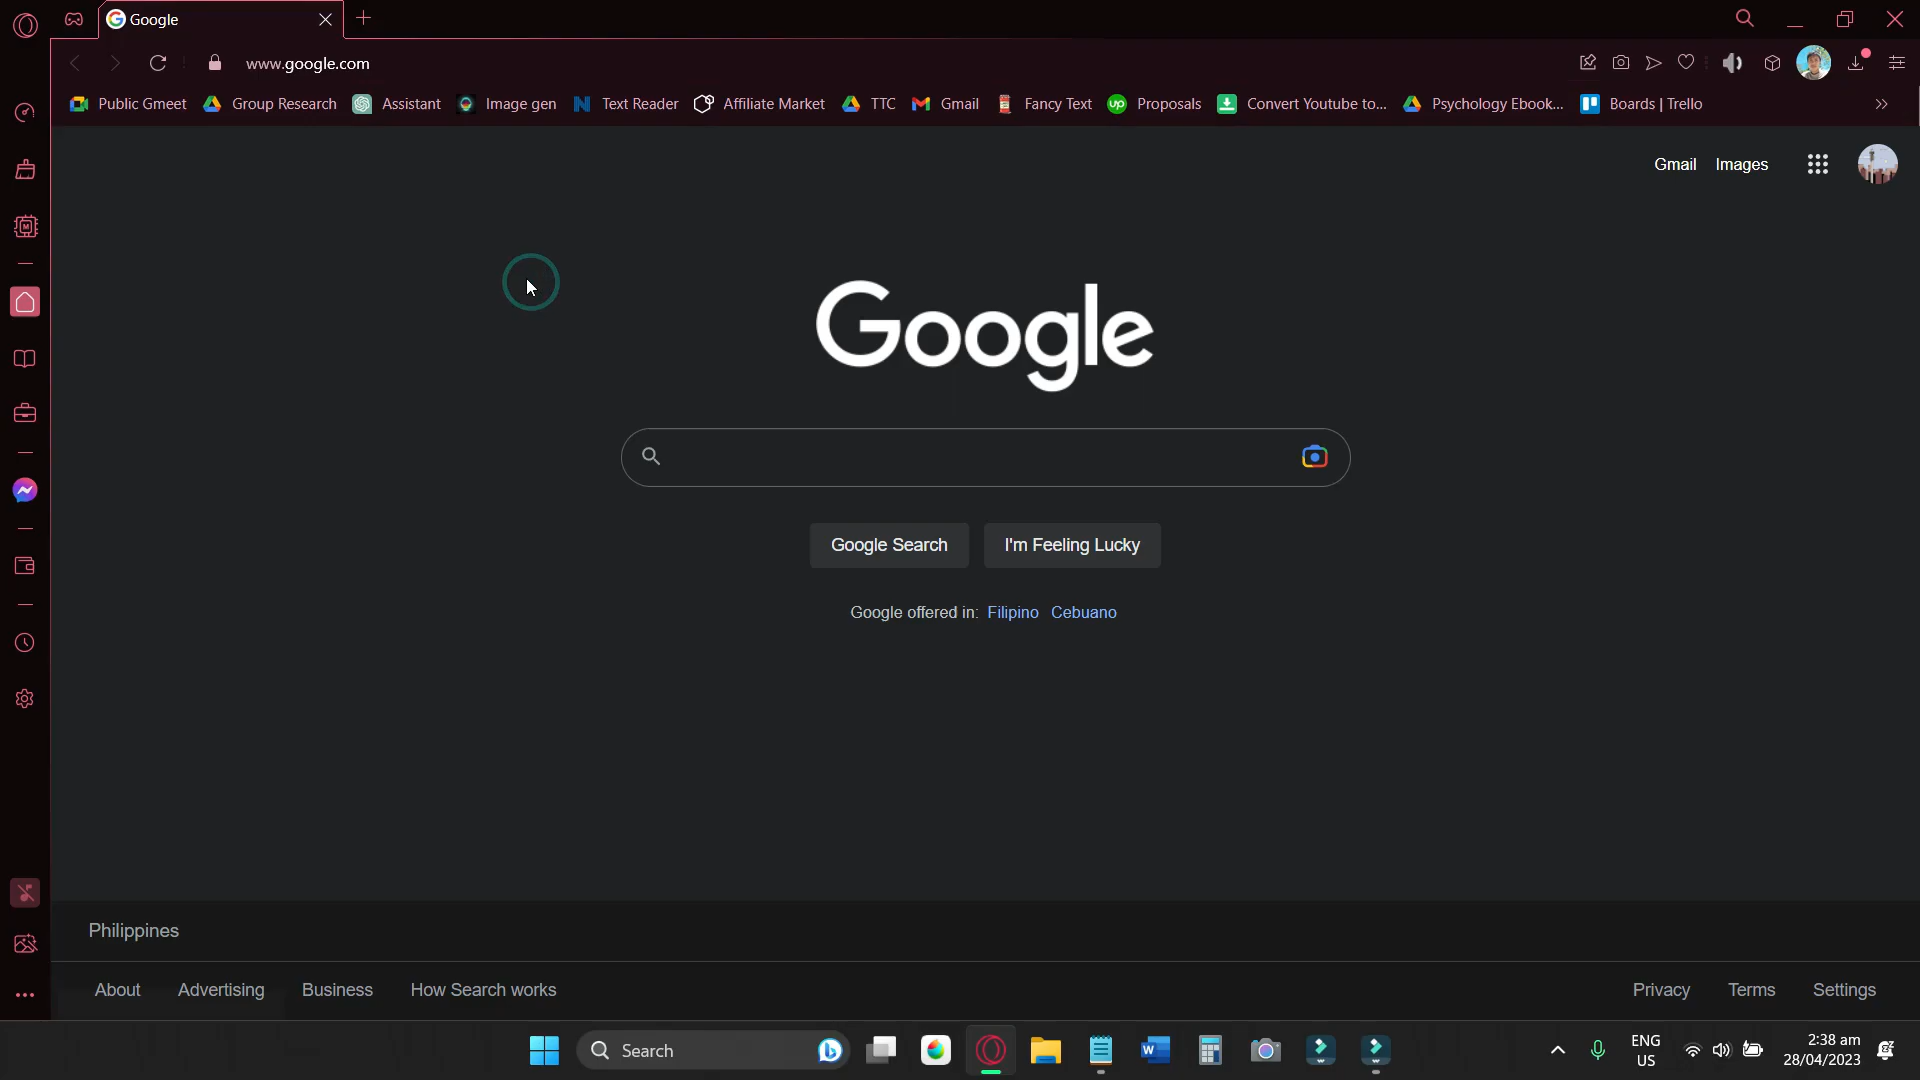 Google
www.google.com
Public Gmeet
Group Research
Assistant
Image gen
Text Reader
Affiliate Market
TTC
Gmail
Fancy Text
Proposals
Convert Youtube to...
Psychology Ebook...
Boards | Trello
Gmail
Images
Google
Google Search
I'm Feeling Lucky
Google offered in: Filipino Cebuano
Philippines
About
Advertising
Business
How Search works
Privacy
Terms
Settings
Search
ENG
US
2:38 am
28/04/2023